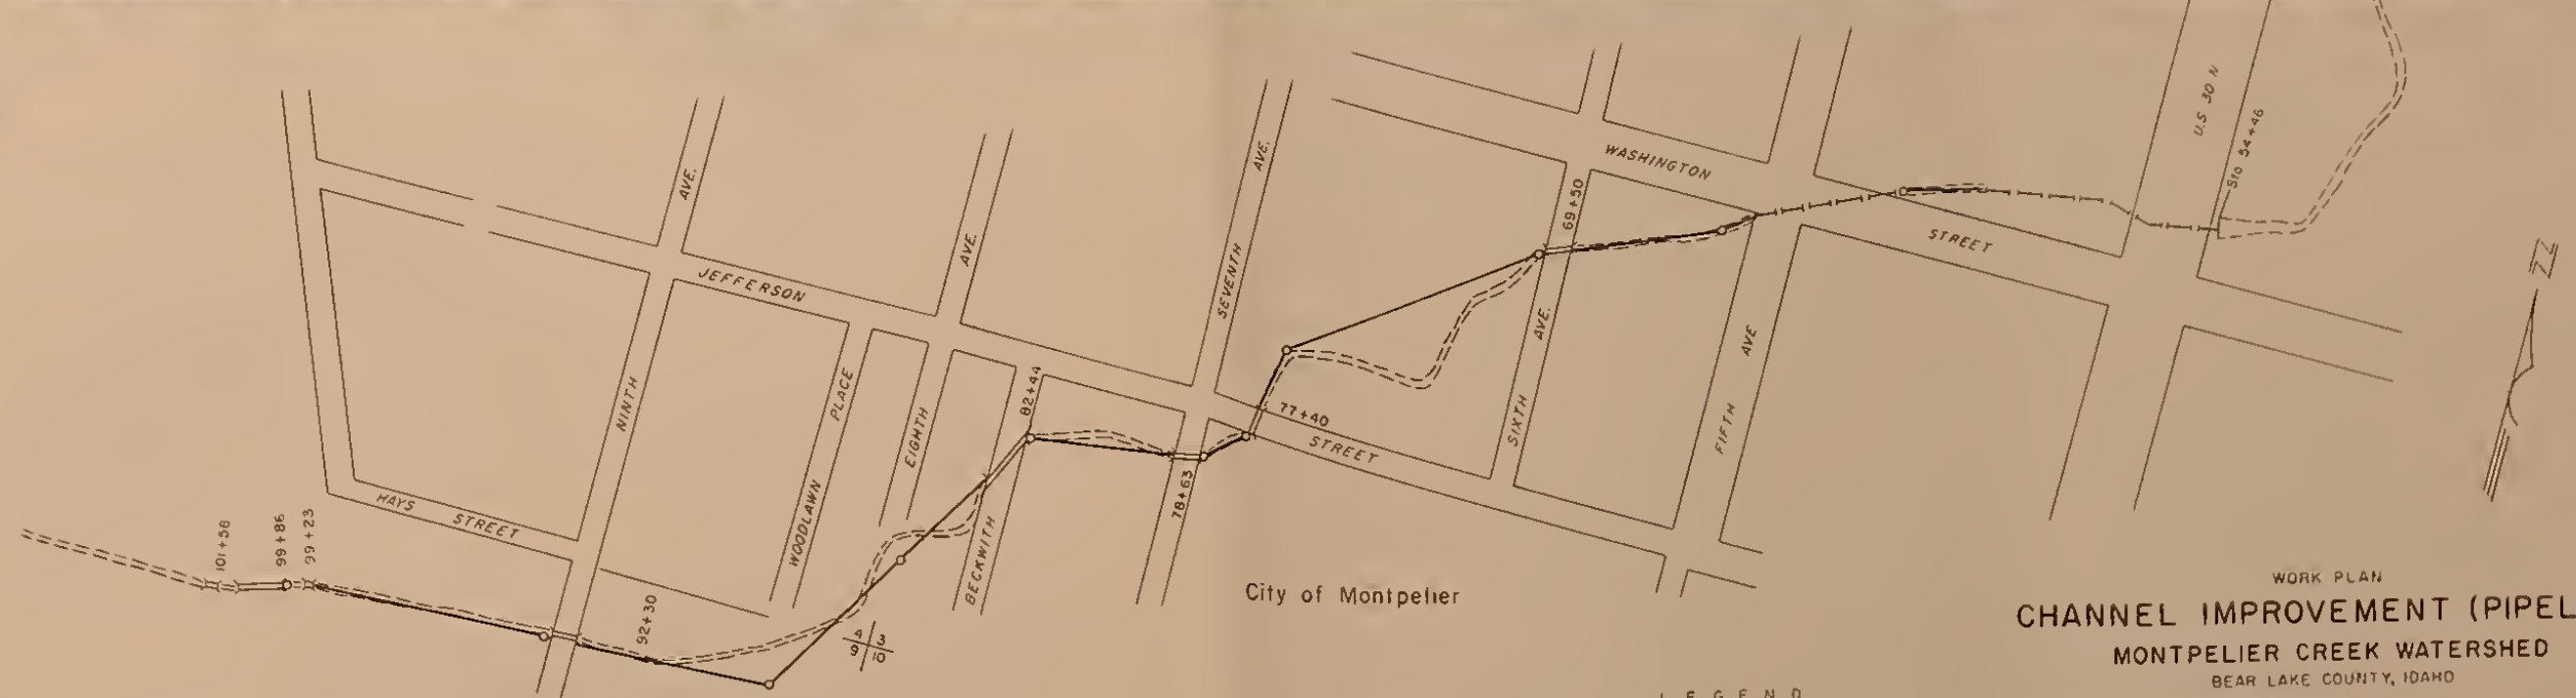 U.S 30 N
Sta 54+46
WASHINGTON
STREET
69+50
AVE.
AVE.
AVE.
SEVENTH
JEFFERSON
STREET
77+40
78+63
82+44
SIXTH AVE.
FIFTH AVE
NINTH
WOODLAWN PLACE
EIGHTH
BECKWITH
HAYS STREET
101+58
99+86
99+23
92+30
4 3
9 10
City of Montpelier
WORK PLAN
CHANNEL IMPROVEMENT (PIPEL
MONTPELIER CREEK WATERSHED
BEAR LAKE COUNTY, IDAHO
LEGEND